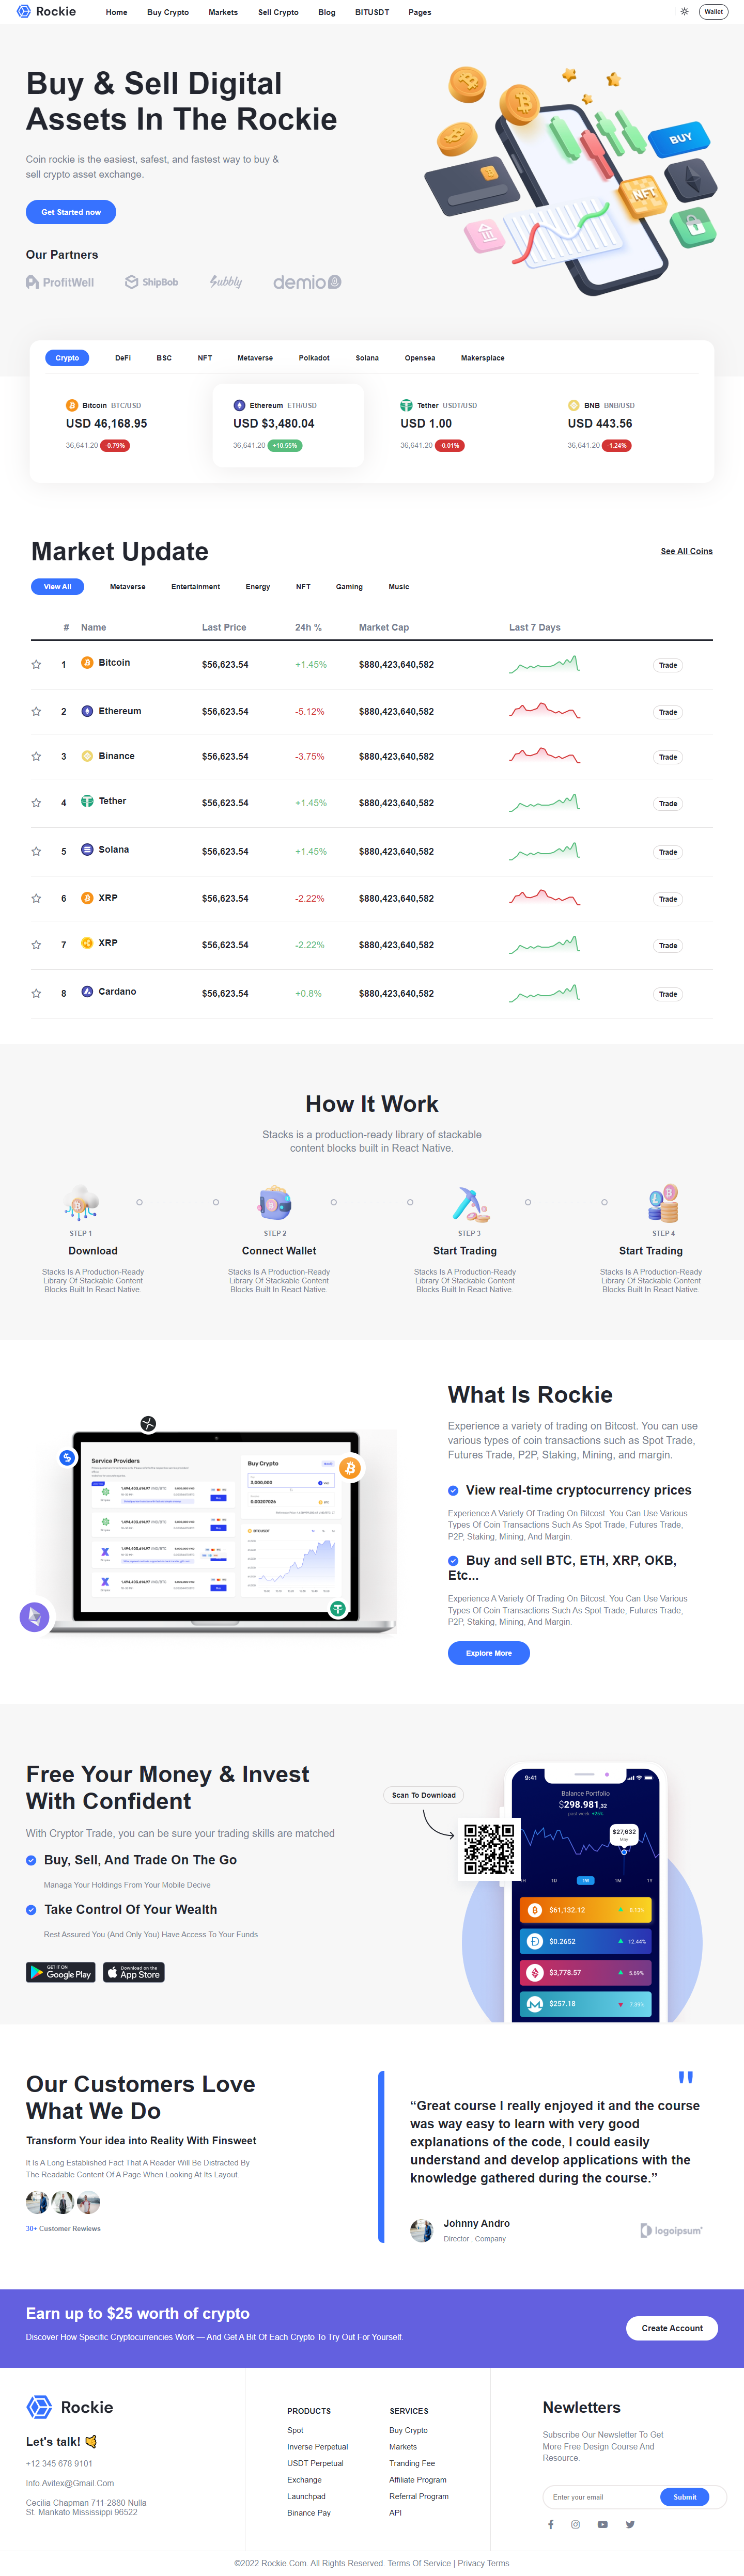 Rockie Home Buy Crypto Markets Sell Crypto Blog BITUSDT Pages Wallet
Buy & Sell Digital
Assets In The Rockie
Coin rockie is the easiest, safest, and fastest way to buy &
sell crypto asset exchange.
Get Started now
BUY
NFT
Our Partners
ProfitWell ShipBob Subbly demio
Crypto DeFi BSC NFT Metaverse Polkadot Solana Opensea Makersplace
Bitcoin BTC/USD
USD 46,168.95
36,641.20 -0.79%
Ethereum ETH/USD
USD $3,480.04
36,641.20 +10.55%
Tether USDT/USD
USD 1.00
36,641.20 -0.01%
BNB BNB/USD
USD 443.56
36,641.20 -1.24%
Market Update
See All Coins
View All Metaverse Entertainment Energy NFT Gaming Music
# Name Last Price 24h % Market Cap Last 7 Days
1 Bitcoin $56,623.54 +1.45% $880,423,640,582 Trade
2 Ethereum $56,623.54 -5.12% $880,423,640,582 Trade
3 Binance $56,623.54 -3.75% $880,423,640,582 Trade
4 Tether $56,623.54 +1.45% $880,423,640,582 Trade
5 Solana $56,623.54 +1.45% $880,423,640,582 Trade
6 XRP $56,623.54 -2.22% $880,423,640,582 Trade
7 XRP $56,623.54 -2.22% $880,423,640,582 Trade
8 Cardano $56,623.54 +0.8% $880,423,640,582 Trade
How It Work
Stacks is a production-ready library of stackable
content blocks built in React Native.
STEP 1
Download
Stacks Is A Production-Ready
Library Of Stackable Content
Blocks Built In React Native.
STEP 2
Connect Wallet
Stacks Is A Production-Ready
Library Of Stackable Content
Blocks Built In React Native.
STEP 3
Start Trading
Stacks Is A Production-Ready
Library Of Stackable Content
Blocks Built In React Native.
STEP 4
Start Trading
Stacks Is A Production-Ready
Library Of Stackable Content
Blocks Built In React Native.
Service Providers
Buy Crypto
3,000.000
0.00207026
BTCUSDT
What Is Rockie
Experience a variety of trading on Bitcost. You can use
various types of coin transactions such as Spot Trade,
Futures Trade, P2P, Staking, Mining, and margin.
View real-time cryptocurrency prices
Experience A Variety Of Trading On Bitcost. You Can Use Various
Types Of Coin Transactions Such As Spot Trade, Futures Trade,
P2P, Staking, Mining, And Margin.
Buy and sell BTC, ETH, XRP, OKB,
Etc...
Experience A Variety Of Trading On Bitcost. You Can Use Various
Types Of Coin Transactions Such As Spot Trade, Futures Trade,
P2P, Staking, Mining, And Margin.
Explore More
Free Your Money & Invest
With Confident
With Cryptor Trade, you can be sure your trading skills are matched
Buy, Sell, And Trade On The Go
Managa Your Holdings From Your Mobile Decive
Take Control Of Your Wealth
Rest Assured You (And Only You) Have Access To Your Funds
GET IT ON
Google Play
Download on the
App Store
Scan To Download
9:41
Balance Portfolio
$298.981,32
past week +25%
$27,632
May
1D 1W 1M 1Y
$61,132.12
$0.2652 12.44%
$3,778.57 5.69%
$257.18 7.39%
Our Customers Love
What We Do
Transform Your idea into Reality With Finsweet
It Is A Long Established Fact That A Reader Will Be Distracted By
The Readable Content Of A Page When Looking At Its Layout.
30+ Customer Rewiews
"
“Great course I really enjoyed it and the course
was way easy to learn with very good
explanations of the code, I could easily
understand and develop applications with the
knowledge gathered during the course.”
Johnny Andro
Director , Company
logoipsum
Earn up to $25 worth of crypto
Discover How Specific Cryptocurrencies Work — And Get A Bit Of Each Crypto To Try Out For Yourself.
Create Account
Rockie
Let's talk!
+12 345 678 9101
Info.Avitex@Gmail.Com
Cecilia Chapman 711-2880 Nulla
St. Mankato Mississippi 96522
PRODUCTS
Spot
Inverse Perpetual
USDT Perpetual
Exchange
Launchpad
Binance Pay
SERVICES
Buy Crypto
Markets
Tranding Fee
Affiliate Program
Referral Program
API
Newletters
Subscribe Our Newsletter To Get
More Free Design Course And
Resource.
Enter your email Submit
©2022 Rockie.Com. All Rights Reserved. Terms Of Service | Privacy Terms